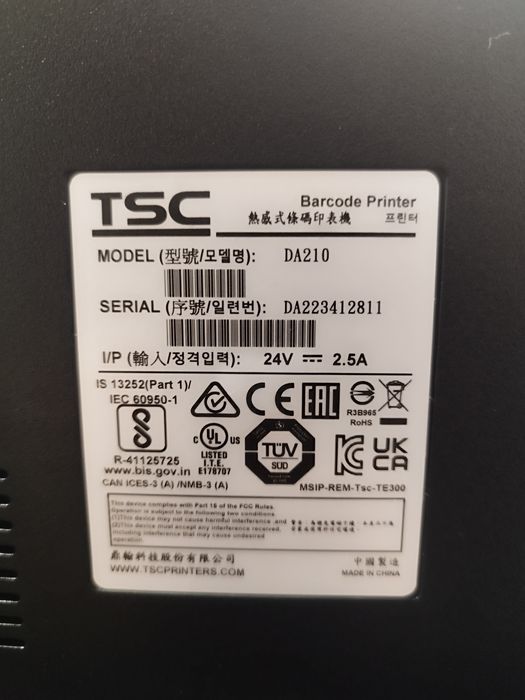 TSC
Barcode Printer
熱感式條碼印表機 프린터
MODEL (型號/모델명): DA210
SERIAL (序號/일련번): DA223412811
I/P (輸入/정격입력): 24V 2.5A
IS 13252(Part 1)/
IEC 60950-1
R-41125725
www.bis.gov.in
CE
EAC
R3B965
RoHS
C UL US
LISTED
I.T.E.
E178707
TÜV
SÜD
UK
CA
CAN ICES-3 (A) /NMB-3 (A)
MSIP-REM-Tsc-TE300
This device complies with Part 15 of the FCC Rules.
Operation is subject to the following two conditions.
(1)This device may not cause harmful interference ,and
(2)This device must accept any interference received,
including interference that may cause undesired
operation.
鼎翰科技股份有限公司
WWW.TSCPRINTERS.COM
中國製造
MADE IN CHINA